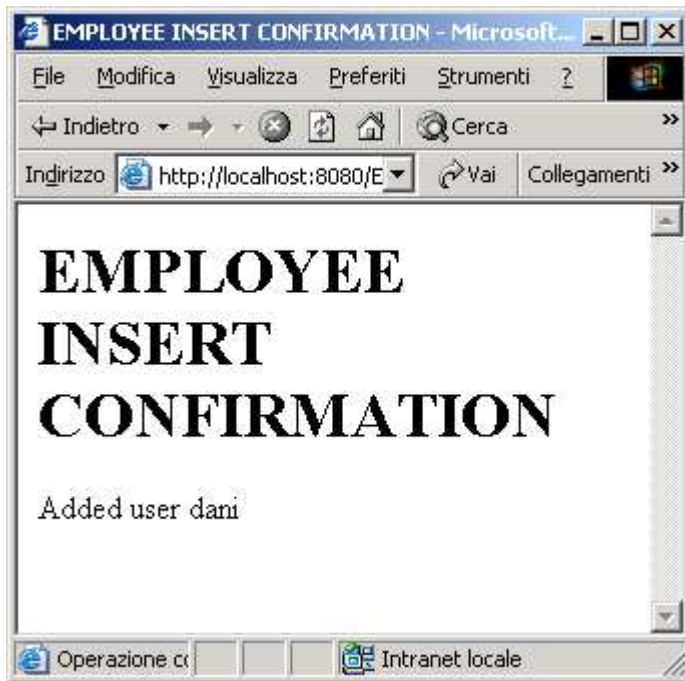 EMPLOYEE INSERT CONFIRMATION - Microsoft...
File Modifica Visualizza Preferiti Strumenti ?
Indietro Cerca »
Indirizzo http://localhost:8080/E Vai Collegamenti »
EMPLOYEE
INSERT
CONFIRMATION
Added user dani
Operazione co Intranet locale